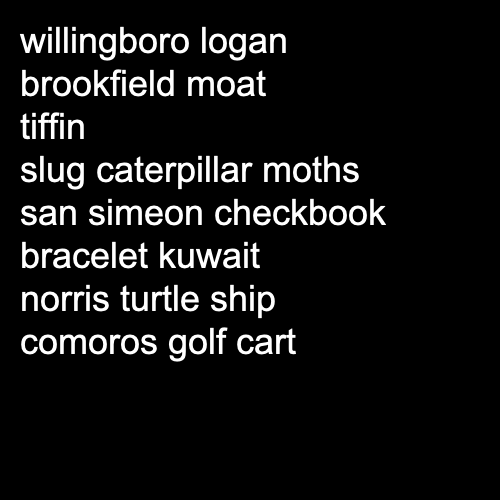 willingboro logan
brookfield moat
tiffin
slug caterpillar moths
san simeon checkbook
bracelet kuwait
norris turtle ship
comoros golf cart